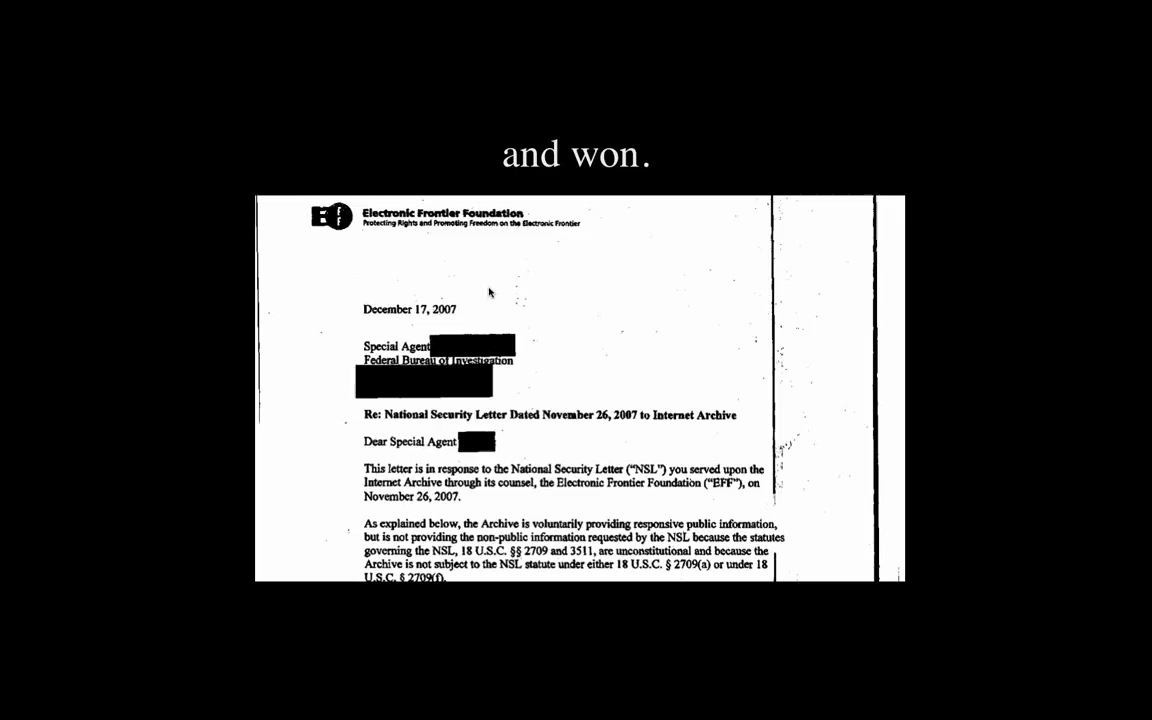 and won.
EFF
Electronic Frontier Foundation
Protecting Rights and Promoting Freedom on the Electronic Frontier
December 17, 2007
Special Agent
Federal Bureau of Investigation
Re: National Security Letter Dated November 26, 2007 to Internet Archive
Dear Special Agent
This letter is in response to the National Security Letter ("NSL") you served upon the
Internet Archive through its counsel, the Electronic Frontier Foundation ("EFF"), on
November 26, 2007.
As explained below, the Archive is voluntarily providing responsive public information,
but is not providing the non-public information requested by the NSL because the statutes
governing the NSL, 18 U.S.C. §§ 2709 and 3511, are unconstitutional and because the
Archive is not subject to the NSL statute under either 18 U.S.C. § 2709(a) or under 18
U.S.C. § 2709(f).